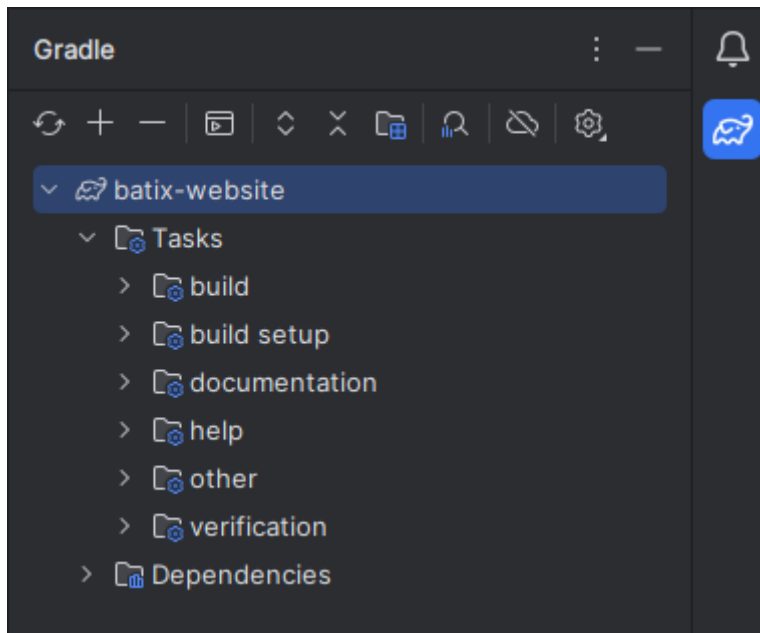 Gradle
batix-website
Tasks
build
build setup
documentation
help
other
verification
Dependencies